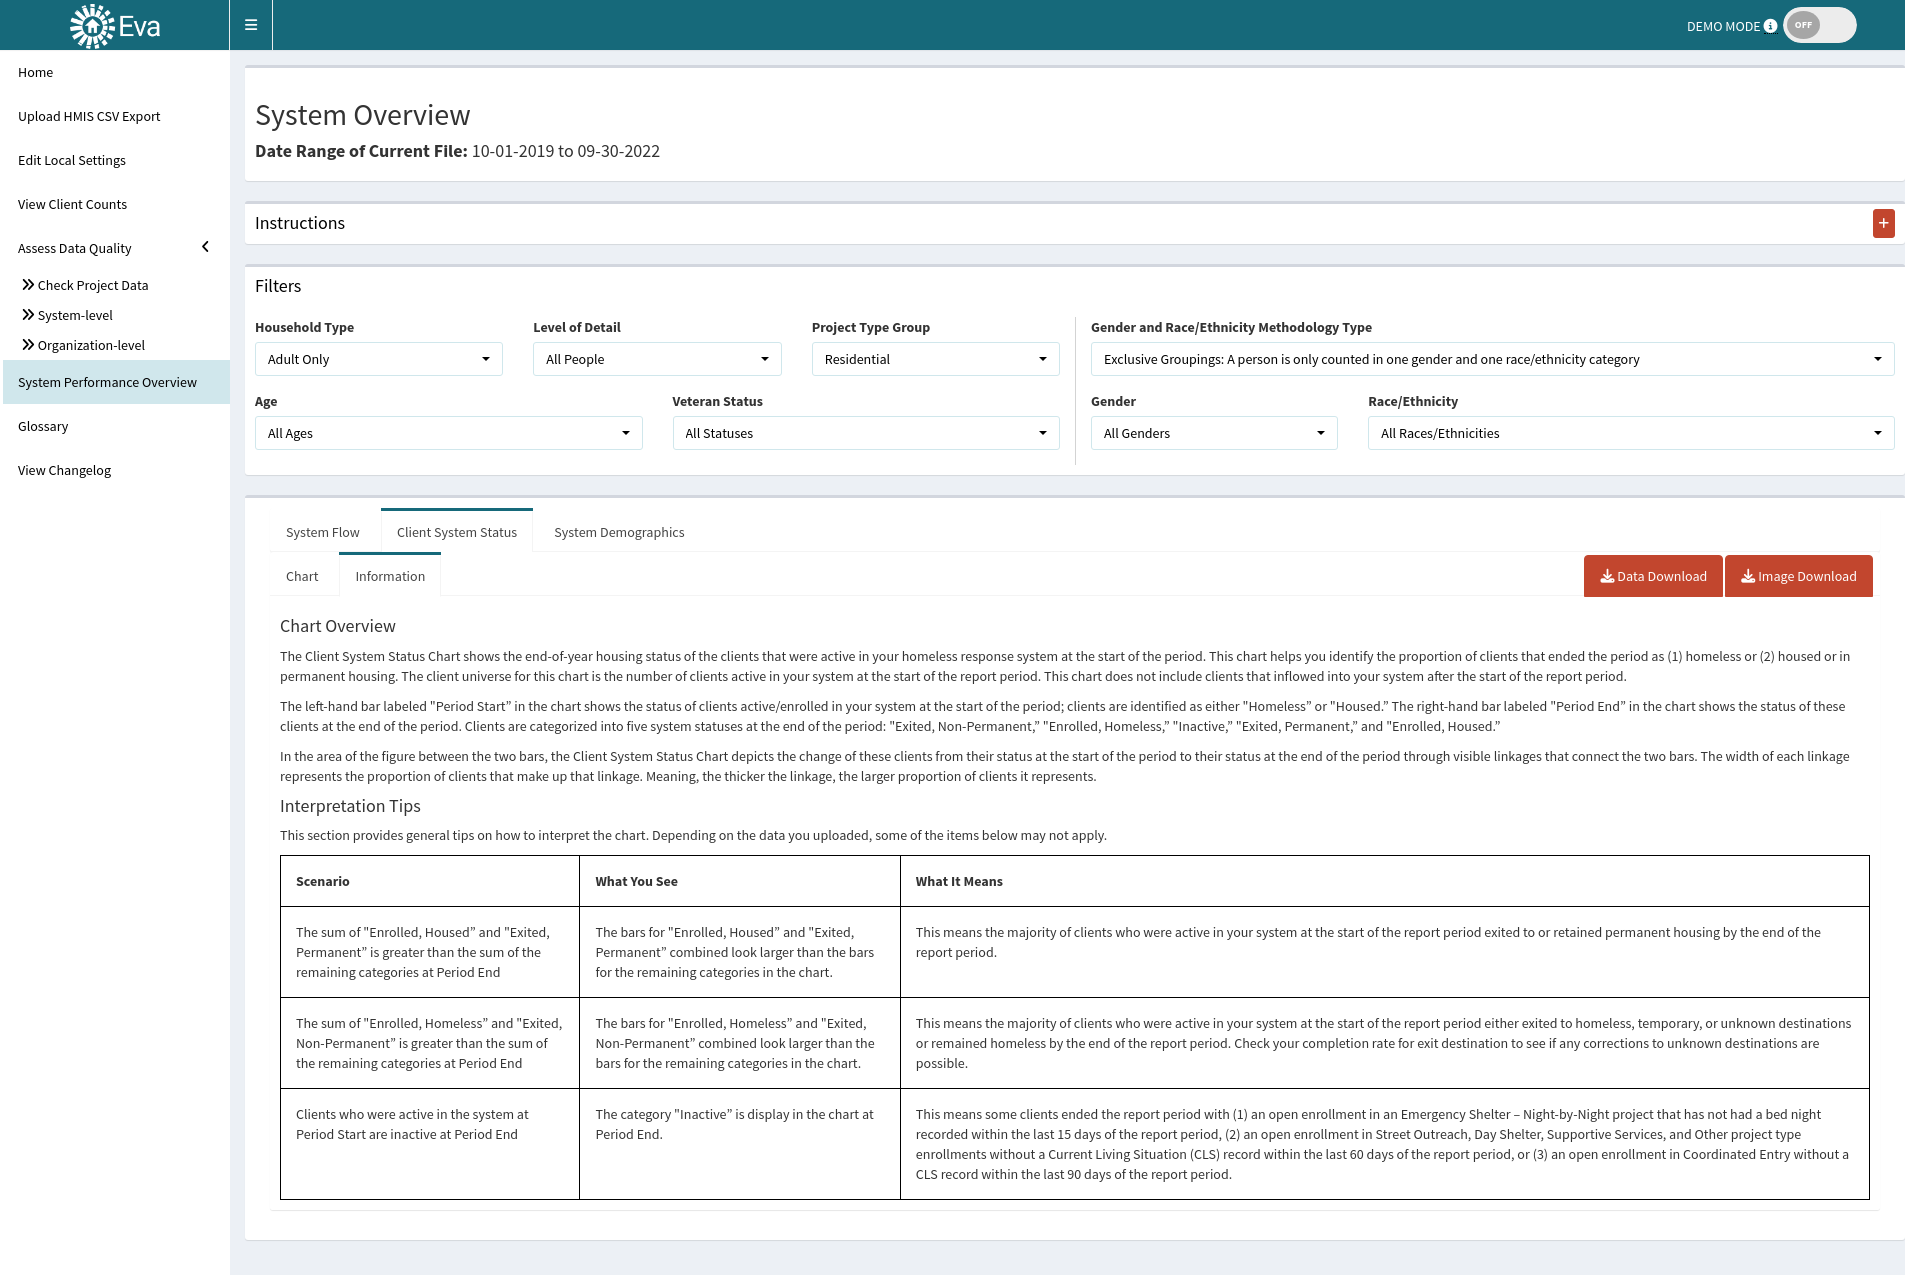 Eva
DEMO MODE
OFF
Home
Upload HMIS CSV Export
Edit Local Settings
View Client Counts
Assess Data Quality
Check Project Data
System-level
Organization-level
System Performance Overview
Glossary
View Changelog
System Overview
Date Range of Current File: 10-01-2019 to 09-30-2022
Instructions
+
Filters
Household Type
Level of Detail
Project Type Group
Gender and Race/Ethnicity Methodology Type
Adult Only
All People
Residential
Exclusive Groupings: A person is only counted in one gender and one race/ethnicity category
Age
Veteran Status
Gender
Race/Ethnicity
All Ages
All Statuses
All Genders
All Races/Ethnicities
System Flow
Client System Status
System Demographics
Chart
Information
Data Download
Image Download
Chart Overview
The Client System Status Chart shows the end-of-year housing status of the clients that were active in your homeless response system at the start of the period. This chart helps you identify the proportion of clients that ended the period as (1) homeless or (2) housed or in
permanent housing. The client universe for this chart is the number of clients active in your system at the start of the report period. This chart does not include clients that inflowed into your system after the start of the report period.
The left-hand bar labeled "Period Start” in the chart shows the status of clients active/enrolled in your system at the start of the period; clients are identified as either "Homeless” or "Housed.” The right-hand bar labeled "Period End” in the chart shows the status of these
clients at the end of the period. Clients are categorized into five system statuses at the end of the period: "Exited, Non-Permanent,” "Enrolled, Homeless,” "Inactive,” "Exited, Permanent,” and "Enrolled, Housed.”
In the area of the figure between the two bars, the Client System Status Chart depicts the change of these clients from their status at the start of the period to their status at the end of the period through visible linkages that connect the two bars. The width of each linkage
represents the proportion of clients that make up that linkage. Meaning, the thicker the linkage, the larger proportion of clients it represents.
Interpretation Tips
This section provides general tips on how to interpret the chart. Depending on the data you uploaded, some of the items below may not apply.
Scenario
What You See
What It Means
The sum of "Enrolled, Housed” and "Exited,
Permanent” is greater than the sum of the
remaining categories at Period End
The bars for "Enrolled, Housed” and "Exited,
Permanent” combined look larger than the bars
for the remaining categories in the chart.
This means the majority of clients who were active in your system at the start of the report period exited to or retained permanent housing by the end of the
report period.
The sum of "Enrolled, Homeless” and "Exited,
Non-Permanent” is greater than the sum of
the remaining categories at Period End
The bars for "Enrolled, Homeless” and "Exited,
Non-Permanent” combined look larger than the
bars for the remaining categories in the chart.
This means the majority of clients who were active in your system at the start of the report period either exited to homeless, temporary, or unknown destinations
or remained homeless by the end of the report period. Check your completion rate for exit destination to see if any corrections to unknown destinations are
possible.
Clients who were active in the system at
Period Start are inactive at Period End
The category "Inactive” is display in the chart at
Period End.
This means some clients ended the report period with (1) an open enrollment in an Emergency Shelter – Night-by-Night project that has not had a bed night
recorded within the last 15 days of the report period, (2) an open enrollment in Street Outreach, Day Shelter, Supportive Services, and Other project type
enrollments without a Current Living Situation (CLS) record within the last 60 days of the report period, or (3) an open enrollment in Coordinated Entry without a
CLS record within the last 90 days of the report period.